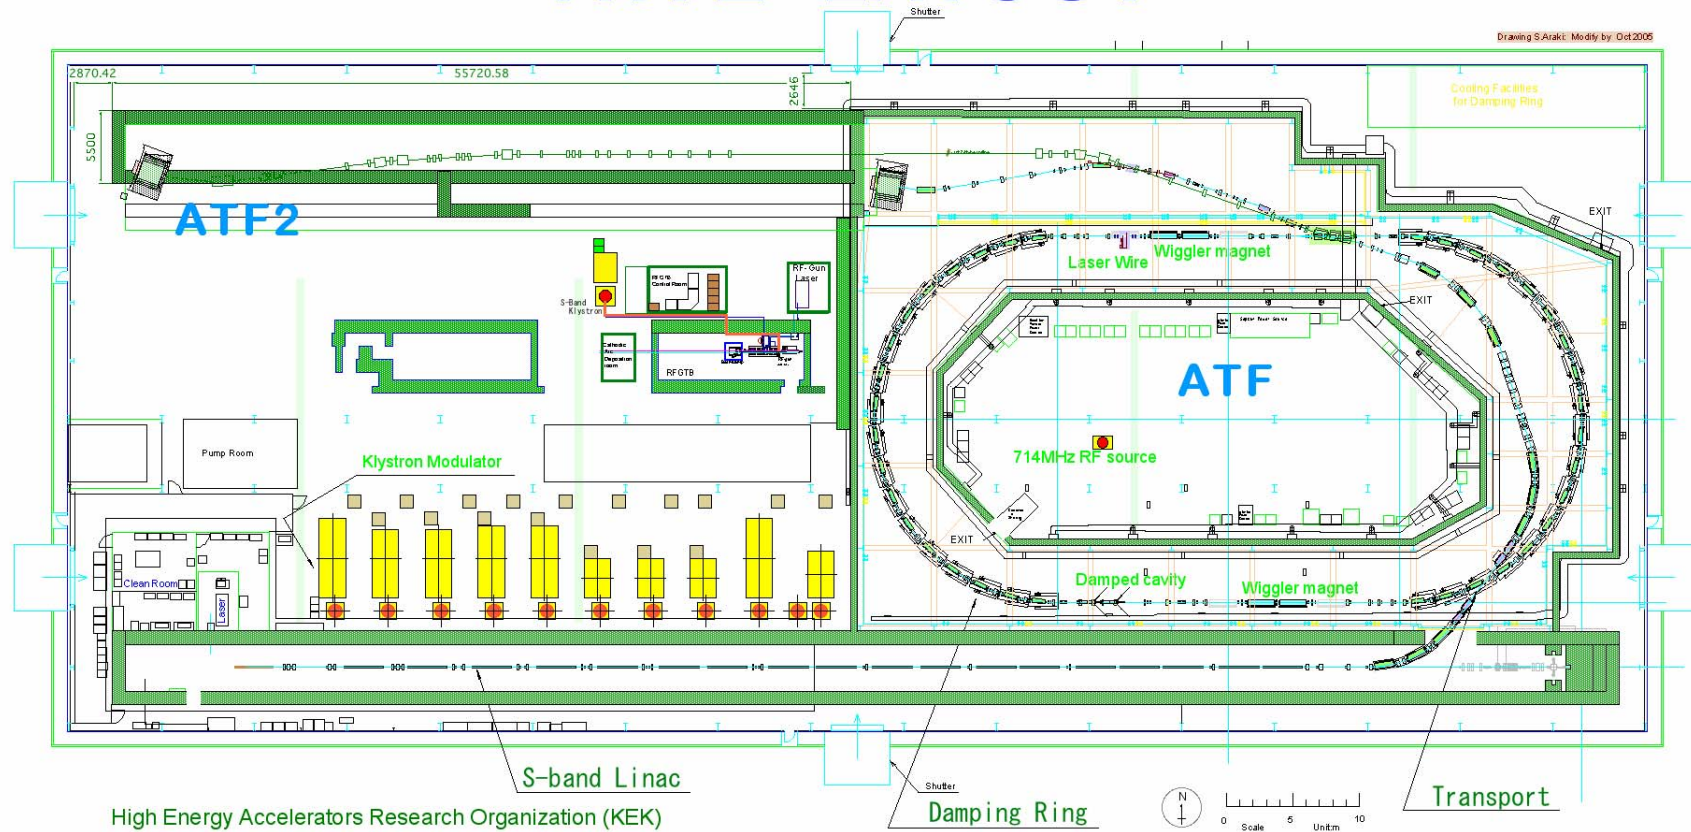 Shutter
Drawing S.Araki: Modify by Oct2005
2870.42
55720.58
2646
5500
Cooling Facilities
for Damping Ring
ATF2
EXIT
Laser Wire
Wiggler magnet
RF-Gun
Laser
Control Room
S-Band
Klystron
EXIT
RFGTB
ATF
Pump Room
Klystron Modulator
714MHz RF source
EXIT
Clean Room
Laser
Damped cavity
Wiggler magnet
S-band Linac
Shutter
Damping Ring
Transport
N
0 5 10
Scale Unit:m
High Energy Accelerators Research Organization (KEK)